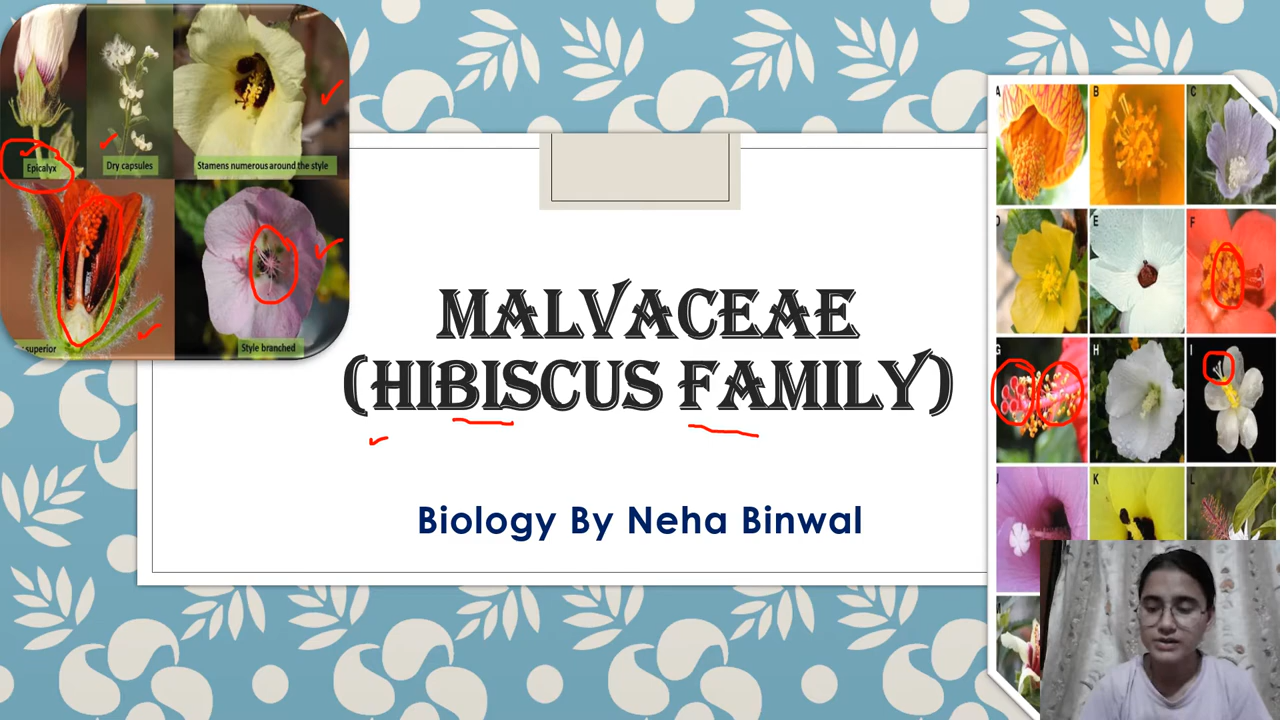 Epicalyx
Dry capsules
Stamens numerous around the style
superior
Style branched
MALVACEAE
(HIBISCUS FAMILY)
Biology By Neha Binwal
A
B
C
D
E
F
G
H
I
J
K
L